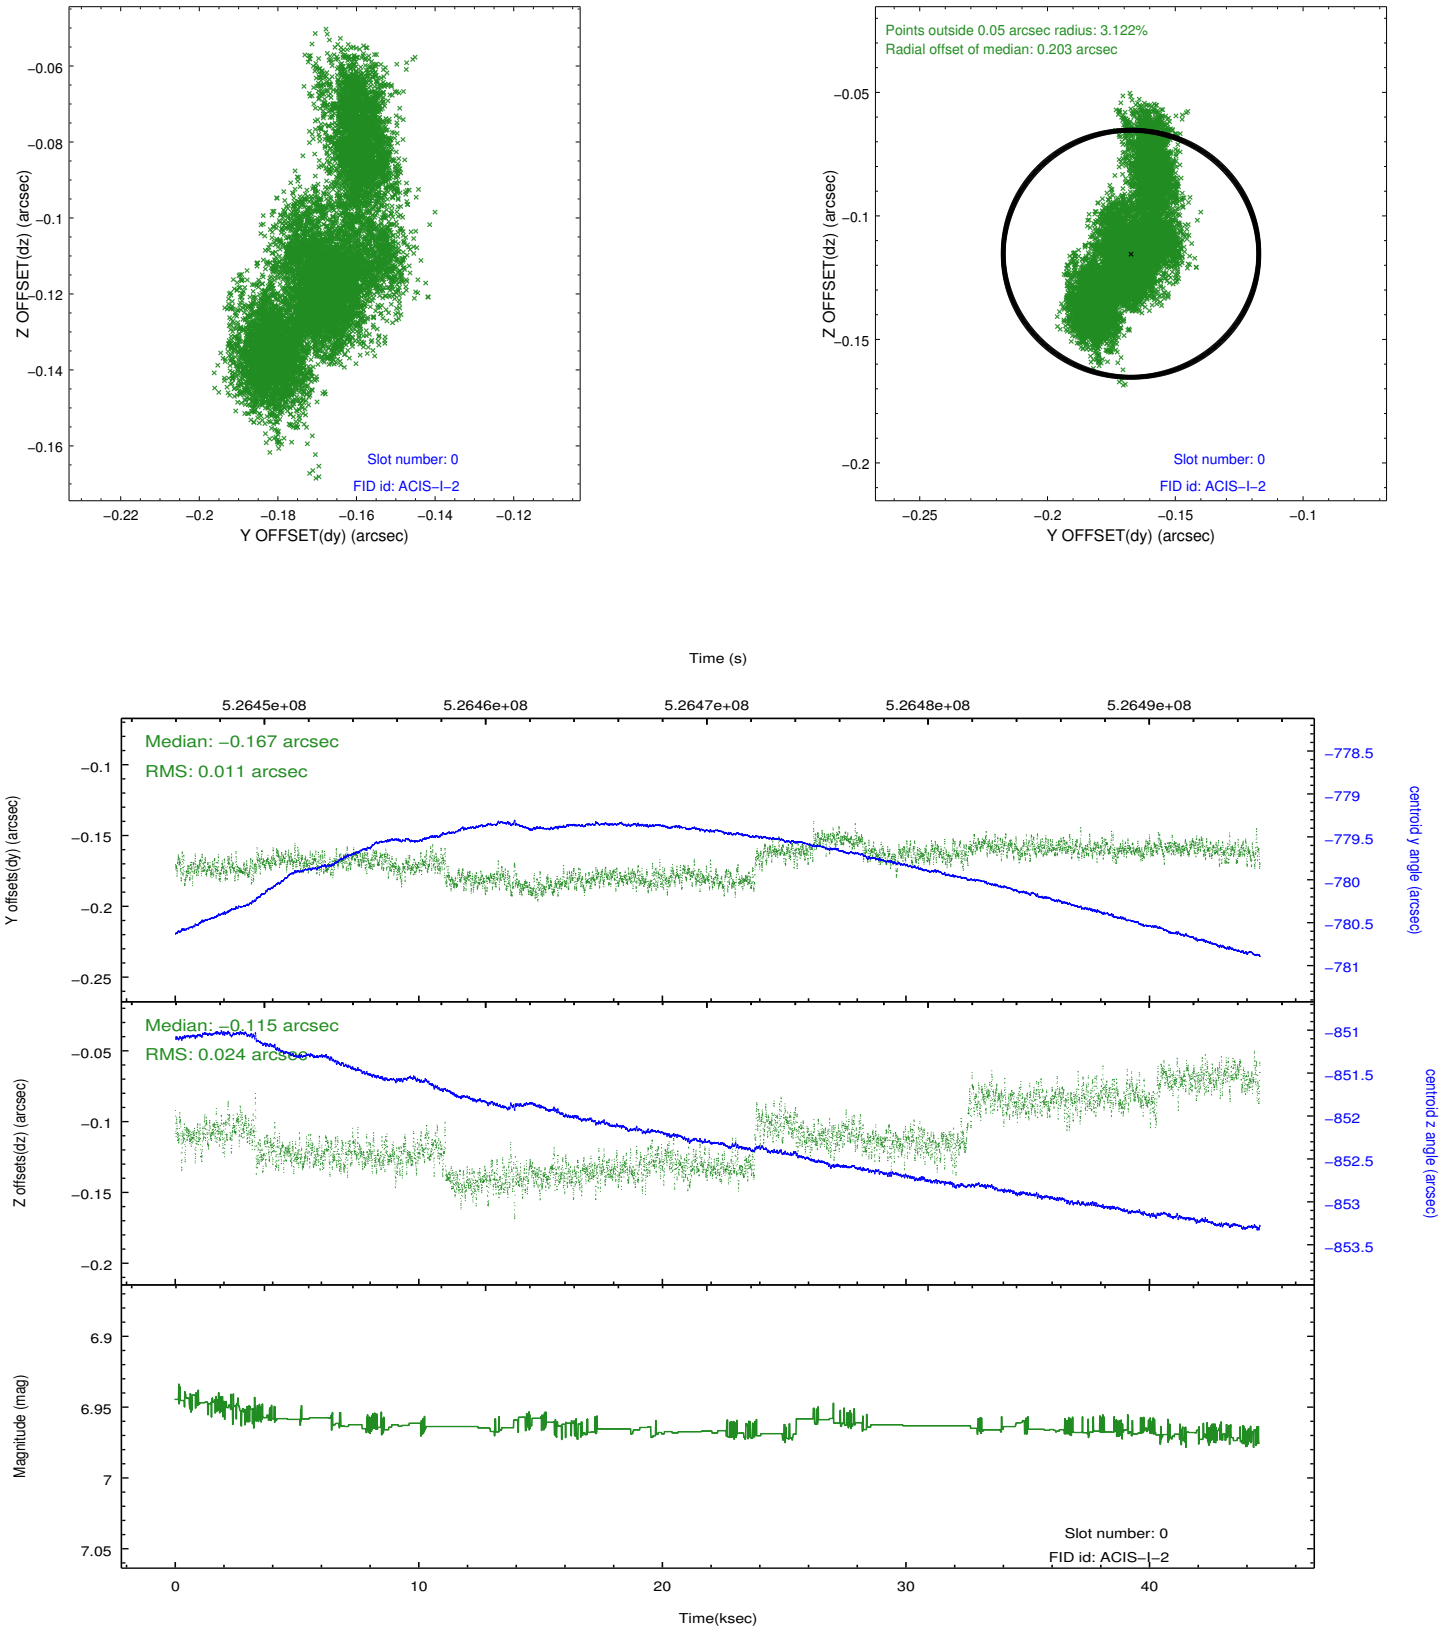 −0.06
−0.08
−0.1
−0.12
−0.14
−0.16
Z OFFSET(dz) (arcsec)
Slot number: 0
FID id: ACIS−I−2
−0.22
−0.2
−0.18
−0.16
−0.14
−0.12
Y OFFSET(dy) (arcsec)
Points outside 0.05 arcsec radius: 3.122%
Radial offset of median: 0.203 arcsec
−0.05
−0.1
−0.15
−0.2
Z OFFSET(dz) (arcsec)
Slot number: 0
FID id: ACIS−I−2
−0.25
−0.2
−0.15
−0.1
Y OFFSET(dy) (arcsec)
Time (s)
5.2645e+08
5.2646e+08
5.2647e+08
5.2648e+08
5.2649e+08
Median: −0.167 arcsec
RMS: 0.011 arcsec
−0.1
−0.15
−0.2
−0.25
Y offsets(dy) (arcsec)
−778.5
−779
−779.5
−780
−780.5
−781
centroid y angle (arcsec)
Median: −0.115 arcsec
RMS: 0.024 arcsec
−0.05
−0.1
−0.15
−0.2
Z offsets(dz) (arcsec)
−851
−851.5
−852
−852.5
−853
−853.5
centroid z angle (arcsec)
6.9
6.95
7
7.05
Magnitude (mag)
Slot number: 0
FID id: ACIS−I−2
0
10
20
30
40
Time(ksec)